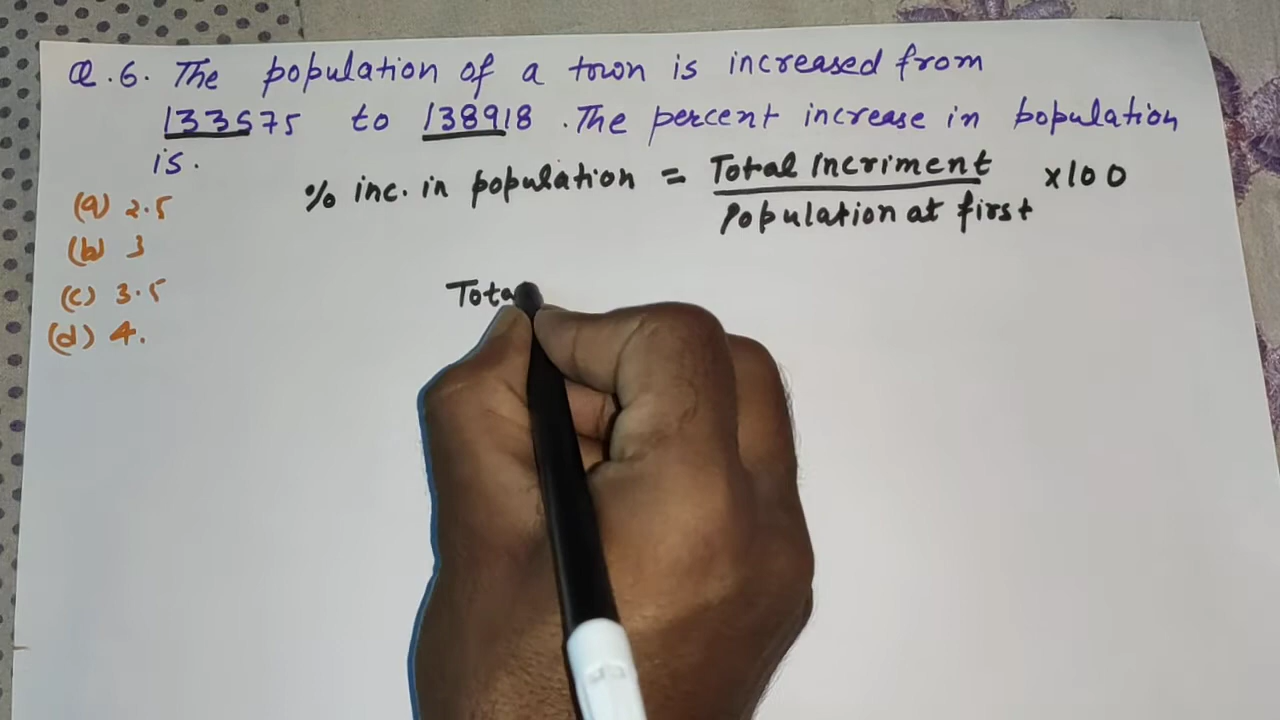 Q.6. The population of a town is increased from
133575 to 138918. The percent increase in population
is.
% inc. in population = Total Incriment / Population at first x100
(a) 2.5
(b) 3
(c) 3.5
(d) 4.
Tota